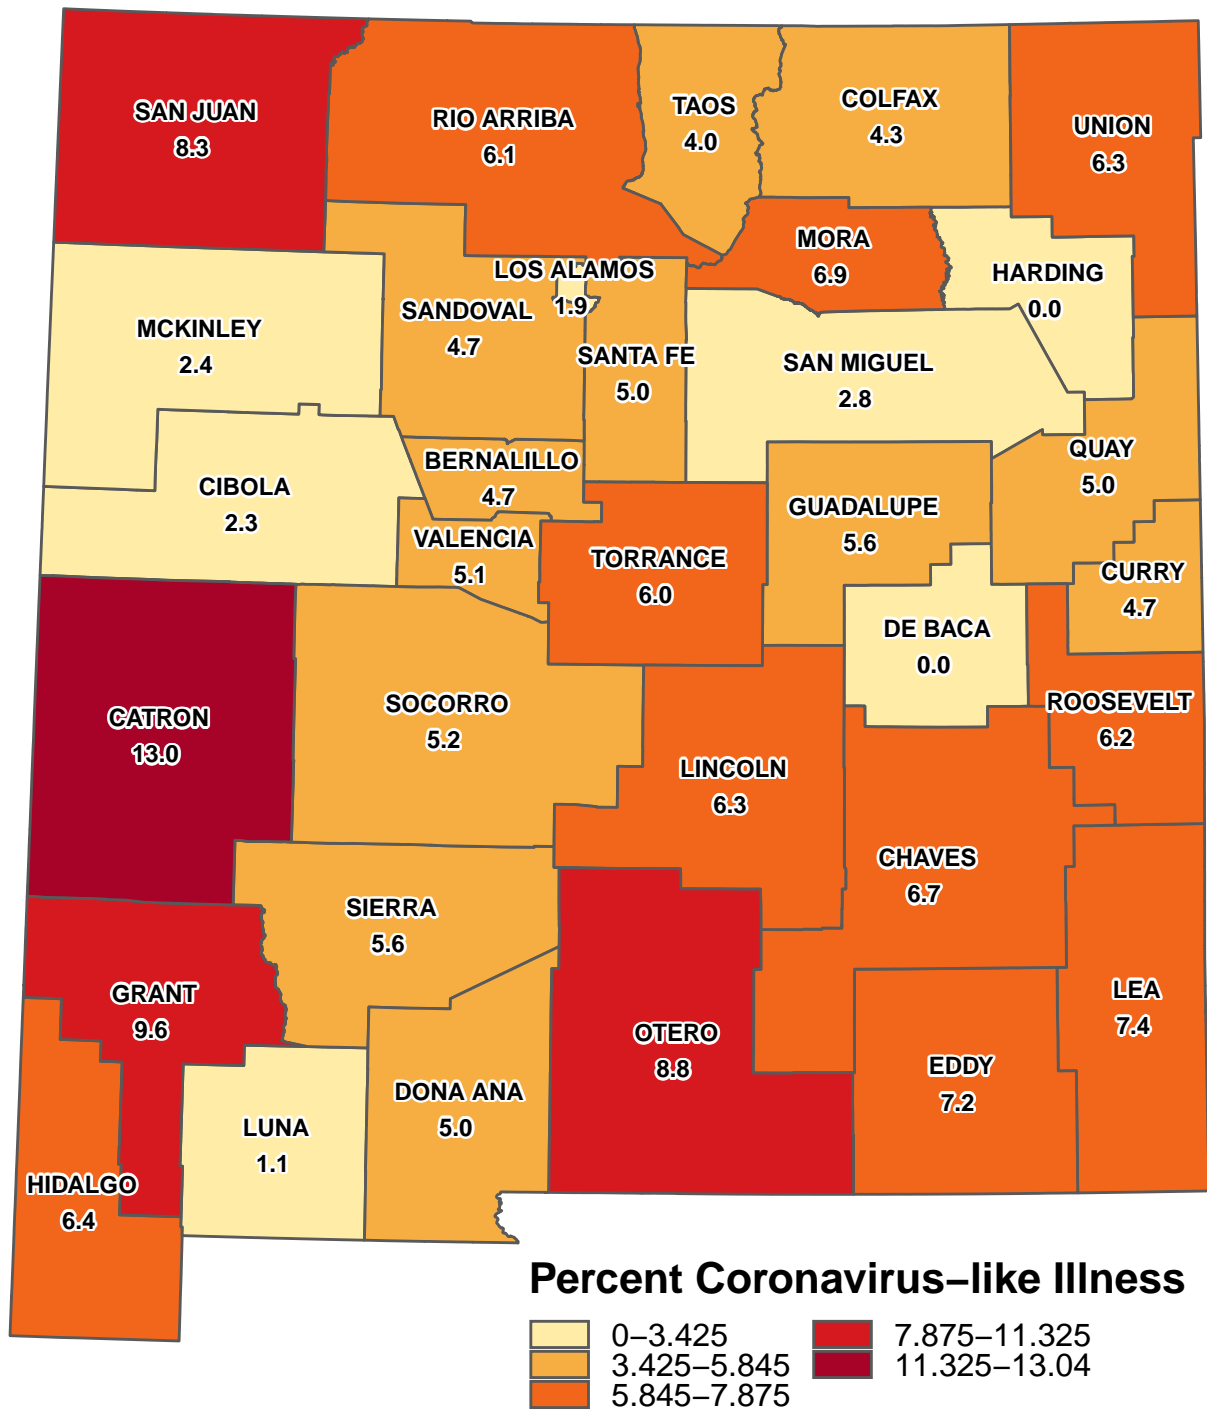 SAN JUAN
8.3
RIO ARRIBA
6.1
TAOS
4.0
COLFAX
4.3
UNION
6.3
MORA
6.9
HARDING
0.0
LOS ALAMOS
1.9
SANDOVAL
4.7
MCKINLEY
2.4
SANTA FE
5.0
SAN MIGUEL
2.8
QUAY
5.0
BERNALILLO
4.7
CIBOLA
2.3
GUADALUPE
5.6
VALENCIA
5.1
TORRANCE
6.0
CURRY
4.7
DE BACA
0.0
ROOSEVELT
6.2
SOCORRO
5.2
CATRON
13.0
LINCOLN
6.3
CHAVES
6.7
SIERRA
5.6
LEA
7.4
GRANT
9.6
OTERO
8.8
EDDY
7.2
DONA ANA
5.0
LUNA
1.1
HIDALGO
6.4
Percent Coronavirus−like Illness
0−3.425
3.425−5.845
5.845−7.875
7.875−11.325
11.325−13.04